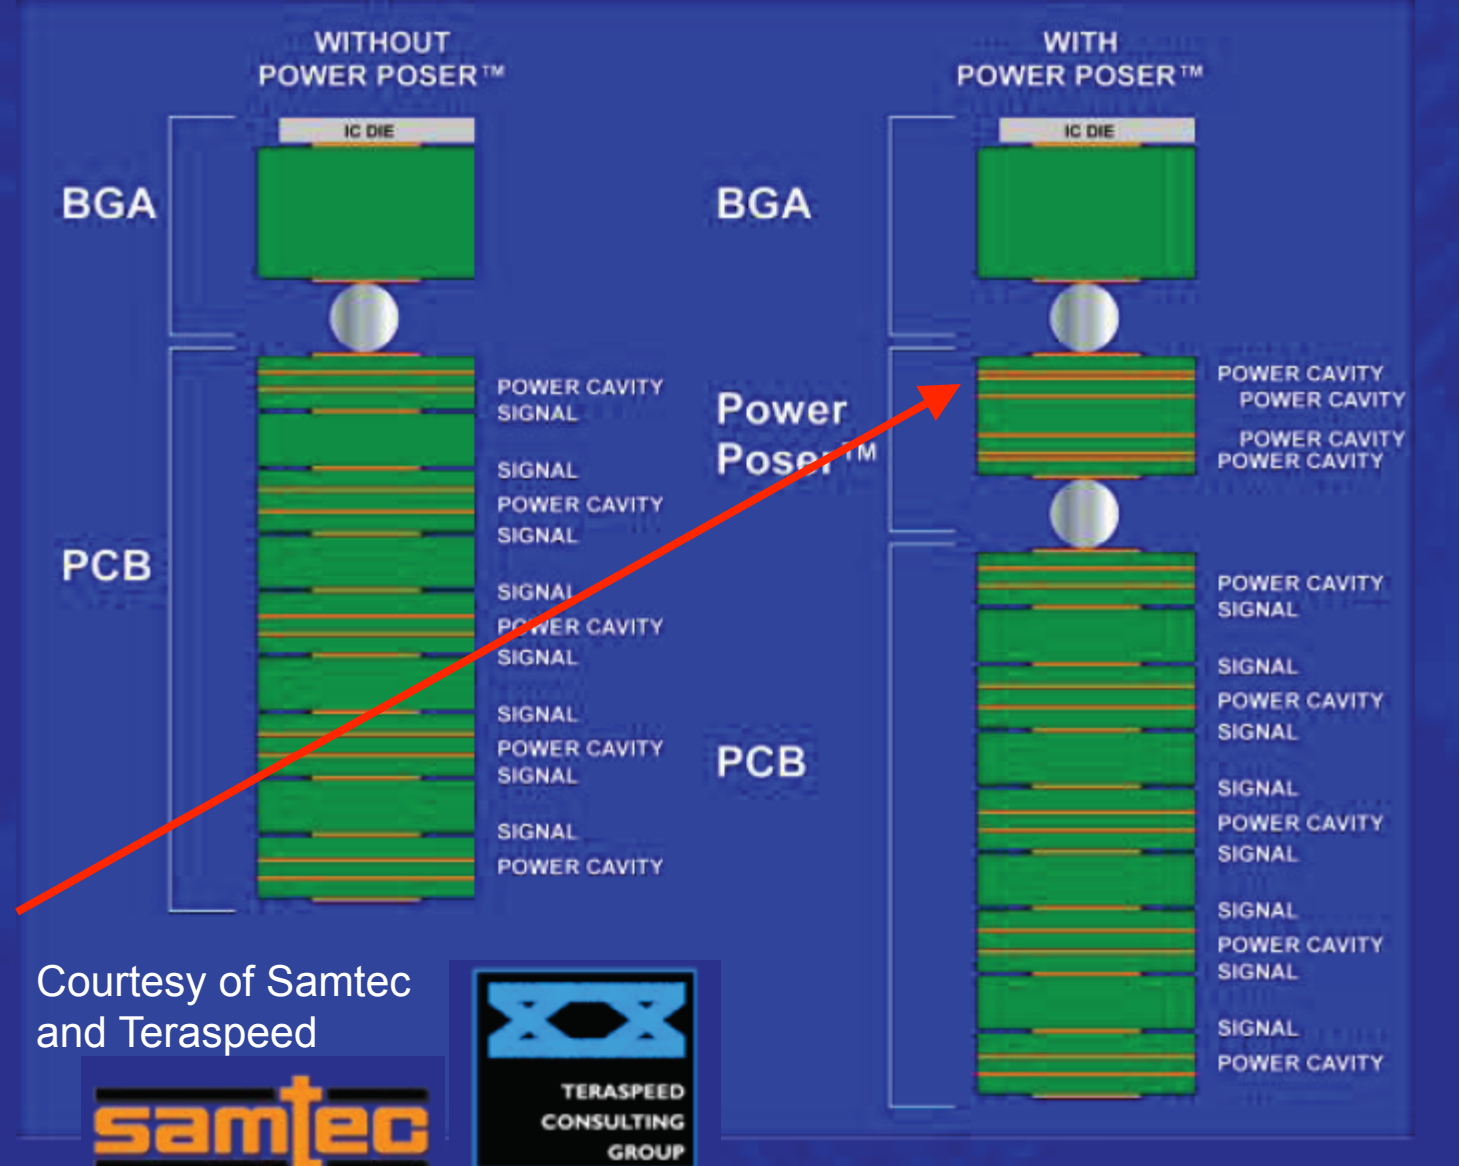 WITHOUT
POWER POSER™
IC DIE
BGA
PCB
POWER CAVITY
SIGNAL
SIGNAL
POWER CAVITY
SIGNAL
SIGNAL
POWER CAVITY
SIGNAL
SIGNAL
POWER CAVITY
SIGNAL
SIGNAL
POWER CAVITY
WITH
POWER POSER™
IC DIE
BGA
Power
Poser™
POWER CAVITY
POWER CAVITY
POWER CAVITY
POWER CAVITY
PCB
POWER CAVITY
SIGNAL
SIGNAL
POWER CAVITY
SIGNAL
SIGNAL
POWER CAVITY
SIGNAL
SIGNAL
POWER CAVITY
SIGNAL
SIGNAL
POWER CAVITY
Courtesy of Samtec
and Teraspeed
samtec
TERASPEED
CONSULTING
GROUP